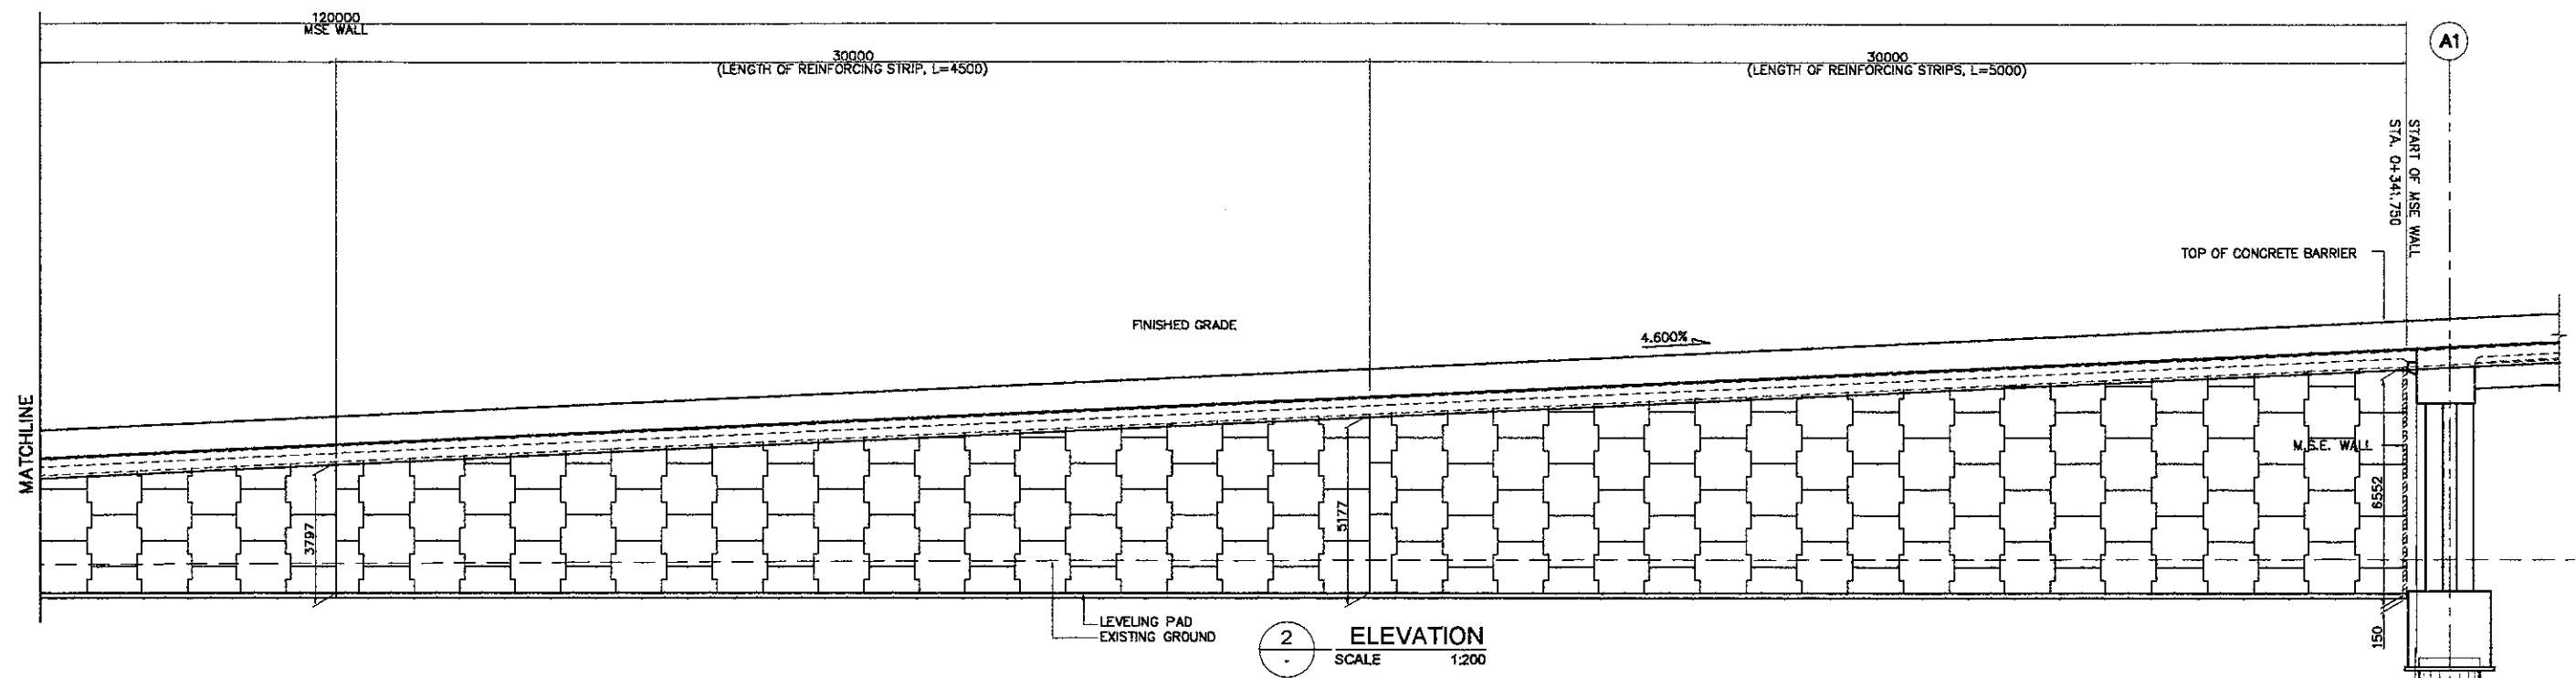 120000
MSE WALL
30000
(LENGTH OF REINFORCING STRIP, L=4500)
30000
(LENGTH OF REINFORCING STRIPS, L=5000)
A1
START OF MSE WALL
STA. 0+341.750
TOP OF CONCRETE BARRIER
FINISHED GRADE
4.600%
MATCHLINE
M.S.E. WALL
3797
5177
6552
150
LEVELING PAD
EXISTING GROUND
2
-
ELEVATION
SCALE 1:200